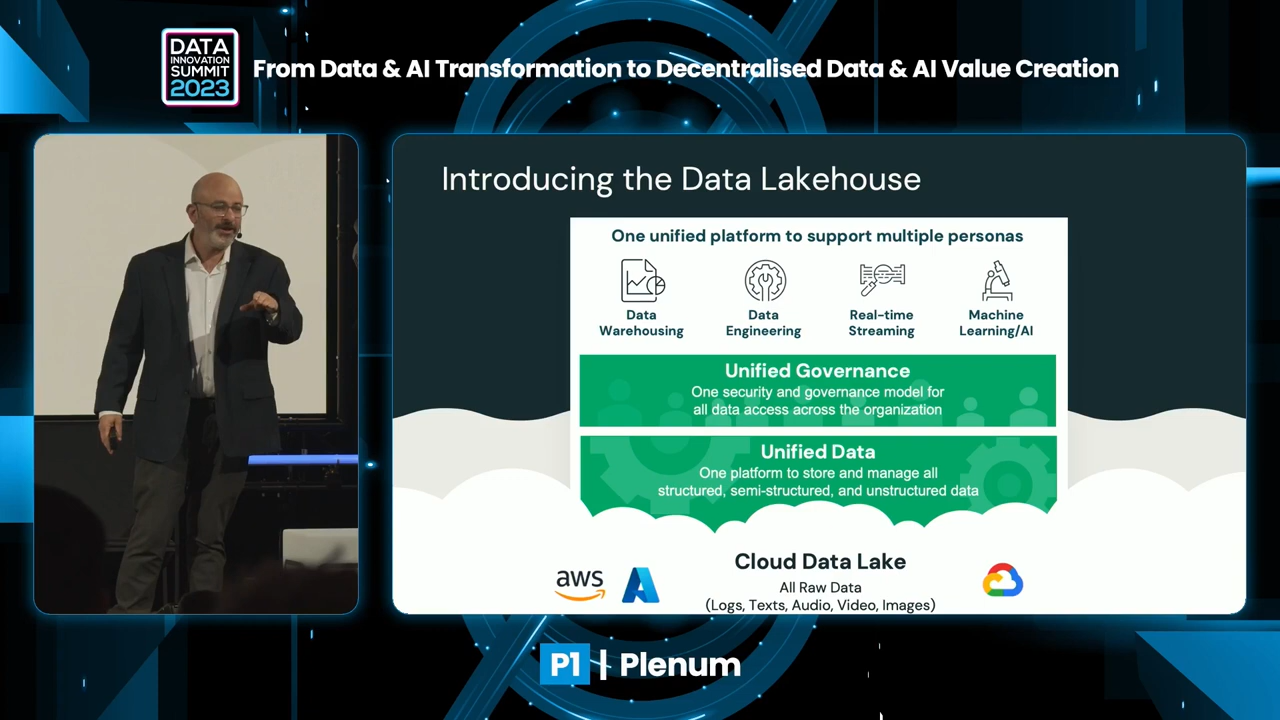 DATA
INNOVATION
SUMMIT
2023
From Data & AI Transformation to Decentralised Data & AI Value Creation
Introducing the Data Lakehouse
One unified platform to support multiple personas
Data
Warehousing
Data
Engineering
Real-time
Streaming
Machine
Learning/AI
Unified Governance
One security and governance model for
all data access across the organization
Unified Data
One platform to store and manage all
structured, semi-structured, and unstructured data
Cloud Data Lake
aws
All Raw Data
(Logs, Texts, Audio, Video, Images)
P1 | Plenum